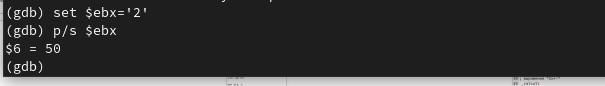 (gdb) set $ebx='2'
(gdb) p/s $ebx
$6 = 50
(gdb)